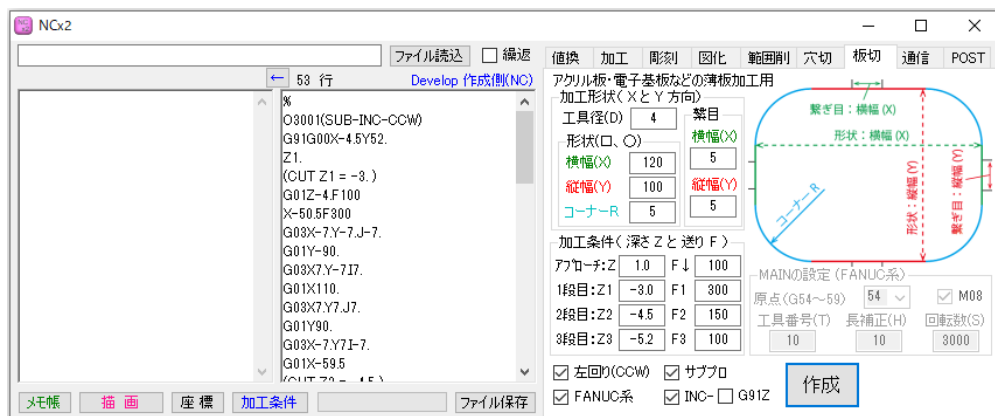 NCx2
ファイル読込 繰返
← 53 行 Develop 作成側(NC)
%
O3001(SUB-INC-CCW)
G91G00X-4.5Y52.
Z1.
(CUT Z1 = -3. )
G01Z-4.F100
X-50.5F300
G03X-7.Y-7.J-7.
G01Y-90.
G03X7.Y-7.I7.
G01X110.
G03X7.Y7.J7.
G01Y90.
G03X-7.Y7.I-7.
G01X-59.5
(CUT Z2 = -4.5 )
メモ帳 描 画 座 標 加工条件 ファイル保存
値換 加工 彫刻 図化 範囲削 穴切 板切 通信 POST
アクリル板・電子基板などの薄板加工用
加工形状( X と Y 方向)
工具径(D) 4
形状(口、〇)
横幅(X) 120
縦幅(Y) 100
コーナーR 5
繋目
横幅(X)
5
縦幅(Y)
5
繋ぎ目：横幅 (X)
形状：横幅 (X)
形状：縦幅 (Y)
繋ぎ目：縦幅 (Y)
コーナーR
加工条件( 深さ Z と 送り F )
アプローチ:Z 1.0 F↓ 100
1段目:Z1 -3.0 F1 300
2段目:Z2 -4.5 F2 150
3段目:Z3 -5.2 F3 100
MAINの設定 (FANUC系)
原点(G54～59) 54 M08
工具番号(T) 長補正(H) 回転数(S)
10 10 3000
左回り(CCW) サブプロ
FANUC系 INC- G91Z
作成